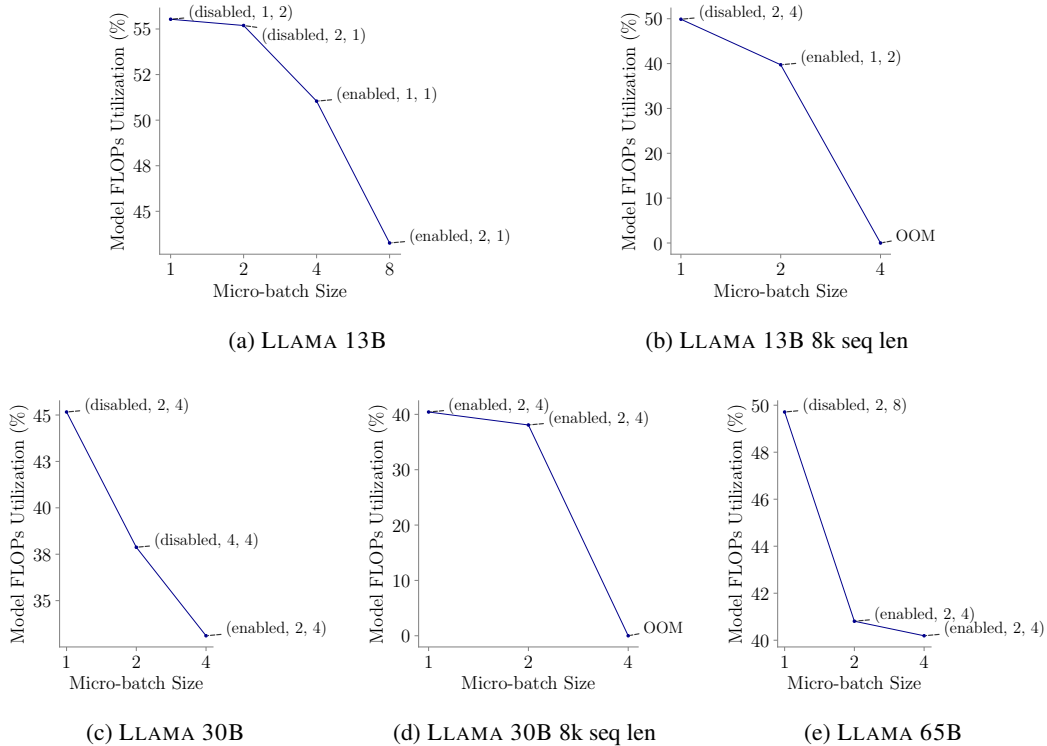 Model FLOPs Utilization (%)
55
52
50
48
45
(disabled, 1, 2)
(disabled, 2, 1)
(enabled, 1, 1)
(enabled, 2, 1)
1 2 4 8
Micro-batch Size
(a) LLAMA 13B
Model FLOPs Utilization (%)
50
40
30
20
10
0
(disabled, 2, 4)
(enabled, 1, 2)
OOM
1 2 4
Micro-batch Size
(b) LLAMA 13B 8k seq len
Model FLOPs Utilization (%)
45
43
40
38
35
(disabled, 2, 4)
(disabled, 4, 4)
(enabled, 2, 4)
1 2 4
Micro-batch Size
(c) LLAMA 30B
Model FLOPs Utilization (%)
40
30
20
10
0
(enabled, 2, 4)
(enabled, 2, 4)
OOM
1 2 4
Micro-batch Size
(d) LLAMA 30B 8k seq len
Model FLOPs Utilization (%)
50
48
46
44
41
40
(disabled, 2, 8)
(enabled, 2, 4)
(enabled, 2, 4)
1 2 4
Micro-batch Size
(e) LLAMA 65B